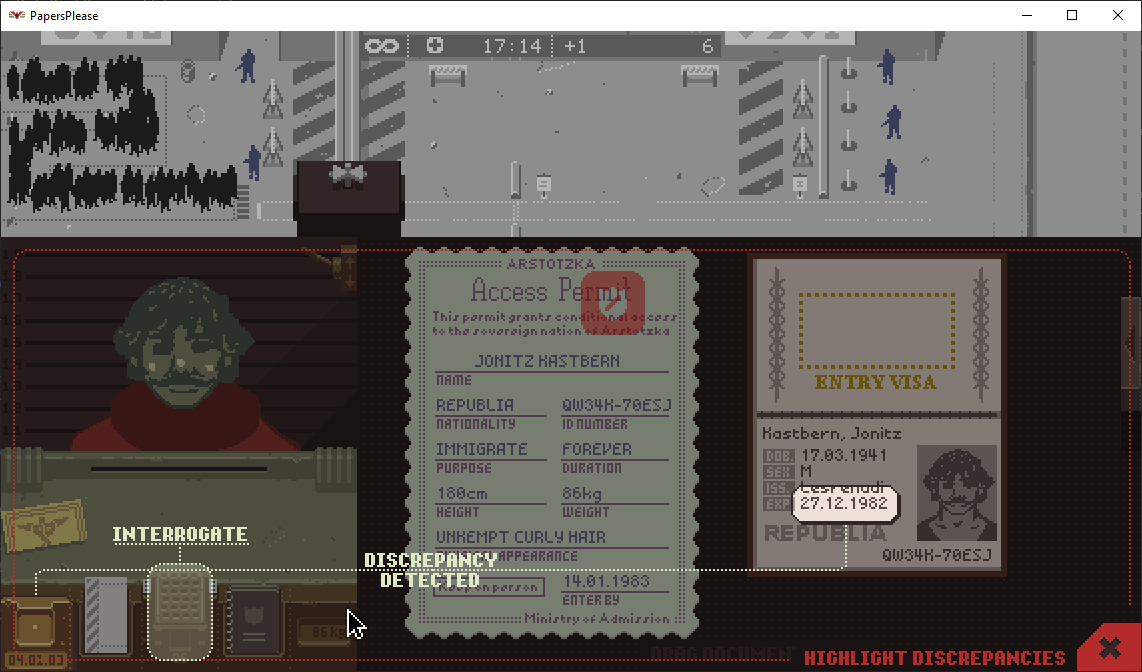 PapersPlease
17:14 +1 6
ARSTOTZKA
Access Permit
This permit grants conditional access
to the sovereign nation of Arstotzka
JONITZ KASTBERN
NAME
REPUBLIA QW34K-70ESJ
NATIONALITY ID NUMBER
IMMIGRATE FOREVER
PURPOSE DURATION
180cm 86kg
HEIGHT WEIGHT
UNKEMPT CURLY HAIR
APPEARANCE
14.01.1983
ENTER BY
Ministry of Admission
ENTRY VISA
Kastbern, Jonitz
DOB. 17.03.1941
SEX M
ISS. Lesrenadi
EXP 27.12.1982
REPUBLIA
QW34K-70ESJ
INTERROGATE
DISCREPANCY
DETECTED
86kg
04.01.83
DRAG DOCUMEN
HIGHLIGHT DISCREPANCIES